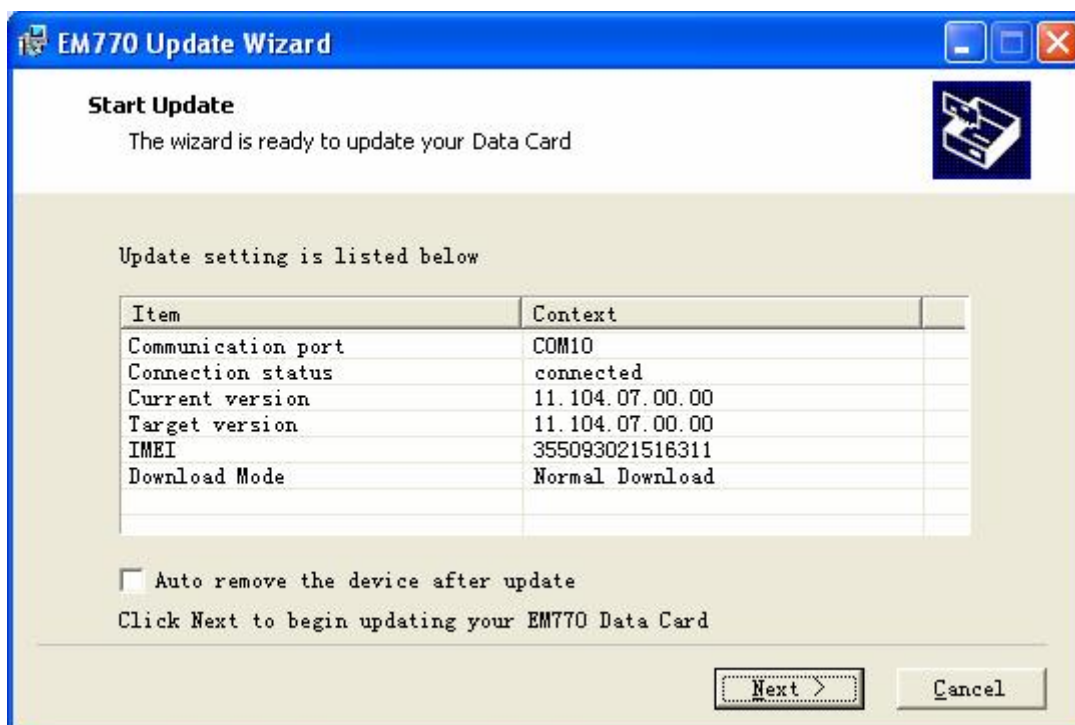 EM770 Update Wizard
Start Update
The wizard is ready to update your Data Card
Update setting is listed below
Item Context
Communication port COM10
Connection status connected
Current version 11.104.07.00.00
Target version 11.104.07.00.00
IMEI 355093021516311
Download Mode Normal Download
Auto remove the device after update
Click Next to begin updating your EM770 Data Card
Next > Cancel